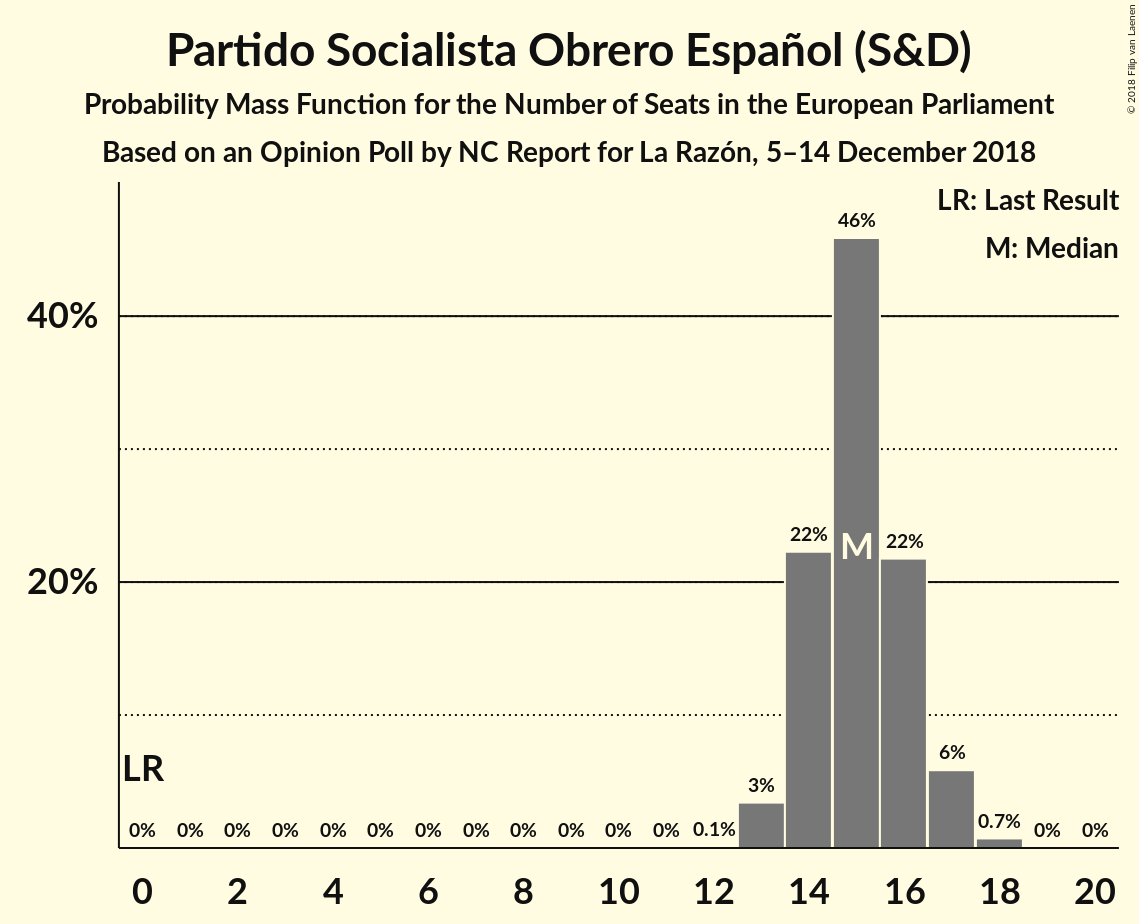 Partido Socialista Obrero Español (S&D)
Probability Mass Function for the Number of Seats in the European Parliament
Based on an Opinion Poll by NC Report for La Razón, 5–14 December 2018
© 2018 Filip van Laenen
LR: Last Result
M: Median
46%
40%
22%
M
22%
20%
LR
6%
3%
0% 0% 0% 0% 0% 0% 0% 0% 0% 0% 0% 0% 0.1% 0.7% 0% 0%
0 2 4 6 8 10 12 14 16 18 20